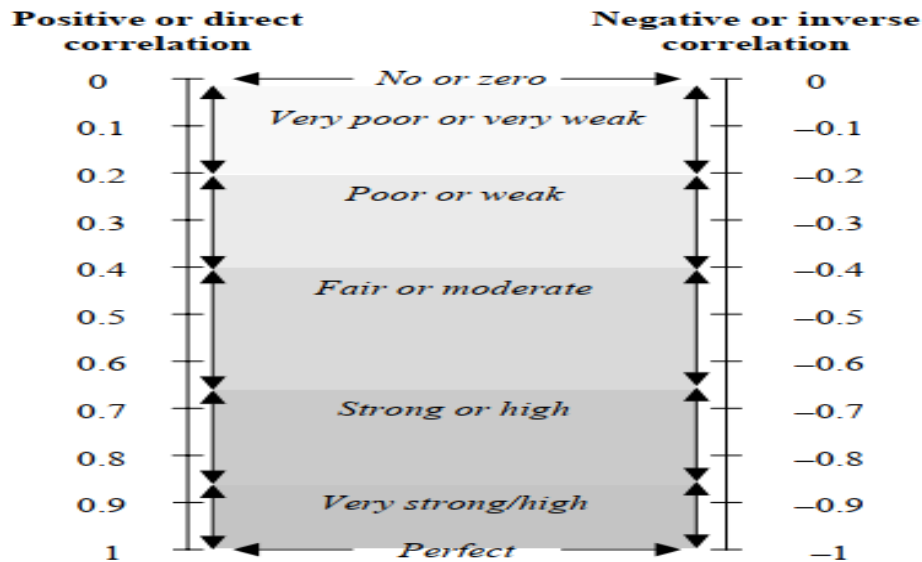 Positive or direct
correlation
Negative or inverse
correlation
0 No or zero 0
Very poor or very weak
0.1 –0.1
0.2 –0.2
Poor or weak
0.3 –0.3
0.4 –0.4
Fair or moderate
0.5 –0.5
0.6 –0.6
0.7 Strong or high –0.7
0.8 –0.8
0.9 Very strong/high –0.9
1 Perfect –1